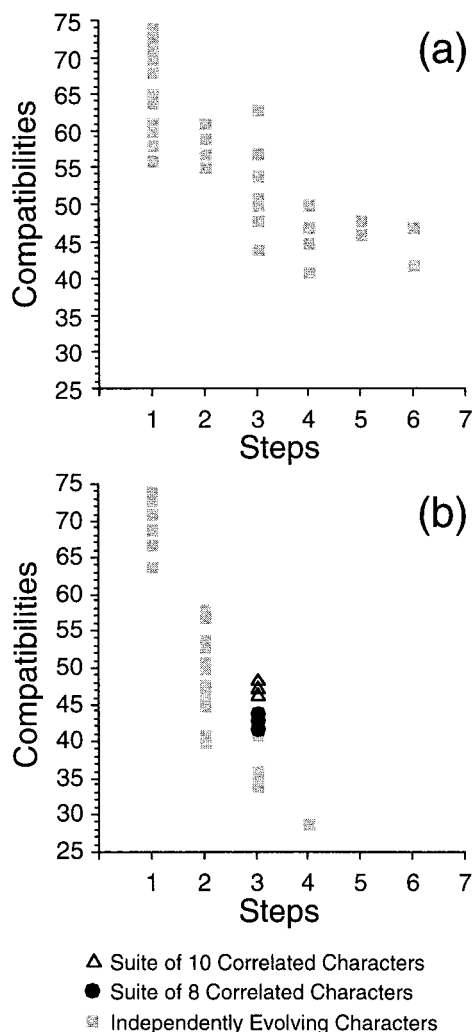 (a)
75
70
65
60
55
50
45
40
35
30
25
Compatibilities
1 2 3 4 5 6 7
Steps
(b)
75
70
65
60
55
50
45
40
35
30
25
Compatibilities
1 2 3 4 5 6 7
Steps
Suite of 10 Correlated Characters
Suite of 8 Correlated Characters
Independently Evolving Characters